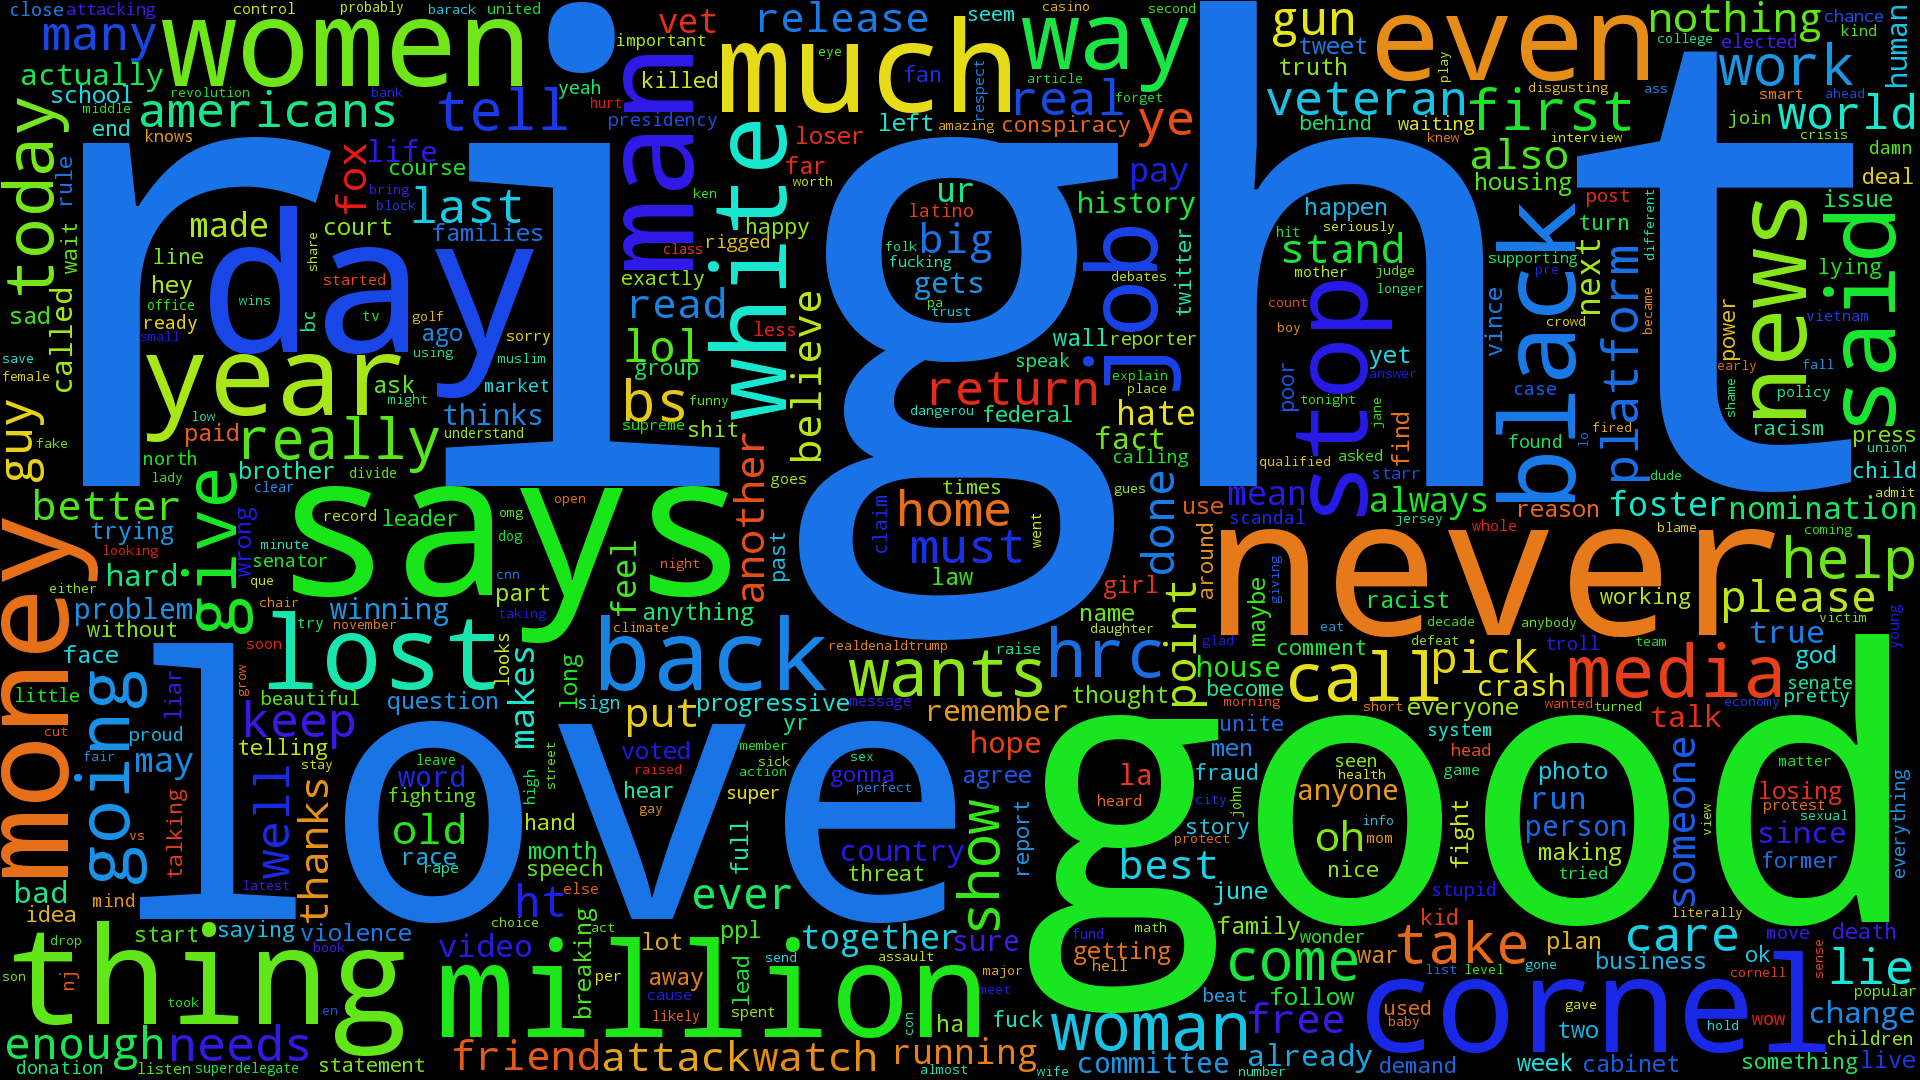 right
love
good
day
never
says
year
women
much
way
even
white
man
thing
million
cornel
money
today
said
news
black
stop
job
work
first
veteran
gun
nothing
world
human
many
close
attacking
control
probably
barack
united
important
vet
release
seem
casino
second
tweet
truth
play
college
elected
chance
kind
disgusting
ass
smart
ahead
actually
school
middle
revolution
bank
yeah
hurt
killed
presidency
eye
fan
respect
article
forget
real
conspiracy
ye
left
amazing
loser
far
worth
americans
tell
end
knows
life
fox
course
bring
block
last
families
made
court
line
share
hey
office
ready
small
started
wins
tv
golf
ago
using
sorry
muslim
bc
rule
wait
called
sad
save
female
guy
fake
low
ask
might
market
thinks
understand
paid
really
north
lady
brother
divide
clear
ken
class
rigged
happy
exactly
read
lol
group
bs
funny
supreme
shit
less
believe
goes
ur
latino
folk
big
fucking
gets
pa
trust
return
dangerou
federal
debates
history
pay
twitter
wall
reporter
speak
explain
place
hate
fact
calling
gues
behind
waiting
knew
interview
also
housing
join
crisis
damn
deal
post
turn
issue
happen
seriously
hit
stand
mother
judge
longer
count
boy
supporting
pre
lying
next
different
became
crowd
vince
platform
power
vietnam
early
fall
policy
shame
yet
answer
poor
tonight
jane
case
found
lo
fired
racism
press
union
child
find
asked
starr
qualified
dude
admit
better
give
record
leader
open
omg
dog
another
past
times
home
claim
must
went
law
done
use
mean
scandal
always
jersey
whole
reason
foster
nomination
blame
coming
trying
looking
wrong
minute
senator
hard
either
que
cnn
part
taking
feel
night
anything
climate
girl
around
giving
name
daughter
point
help
please
victim
young
working
racist
decade
anybody
maybe
problem
without
winning
chair
try
november
lost
back
realdenaldtrump
raise
wants
hrc
glad
eat
comment
defeat
troll
team
true
god
face
soon
looks
makes
long
sign
progressive
message
thought
house
become
morning
call
pick
crash
short
everyone
media
wanted
turned
senate
pretty
economy
little
going
liar
grow
beautiful
question
keep
put
yr
remember
hope
unite
men
system
head
talk
cut
proud
fair
may
telling
stay
leave
word
fighting
high
street
voted
raised
member
sick
action
sex
gonna
perfect
agree
la
heard
fraud
city
seen
health
anyone
game
photo
run
person
matter
losing
protest
sexual
since
former
someone
view
everything
vs
talking
well
thanks
old
race
rape
hear
gay
super
hand
month
speech
full
country
threat
show
report
story
protect
john
best
oh
info
mom
nice
fight
making
tried
bad
mind
latest
idea
ht
else
ever
june
stupid
kid
literally
start
saying
violence
choice
act
video
breaking
lot
ppl
together
sure
fund
math
getting
hell
family
wonder
war
take
plan
care
move
death
drop
book
son
nj
took
en
per
away
cause
likely
lead
send
spent
assault
major
meet
come
list
level
gone
business
ok
cornell
sense
lie
popular
enough
needs
donation
listen
superdelegate
statement
friend
attack
watch
con
ha
running
almost
fuck
beat
woman
wife
committee
number
free
follow
already
used
baby
demand
gave
two
week
hold
cabinet
wow
change
children
something
live